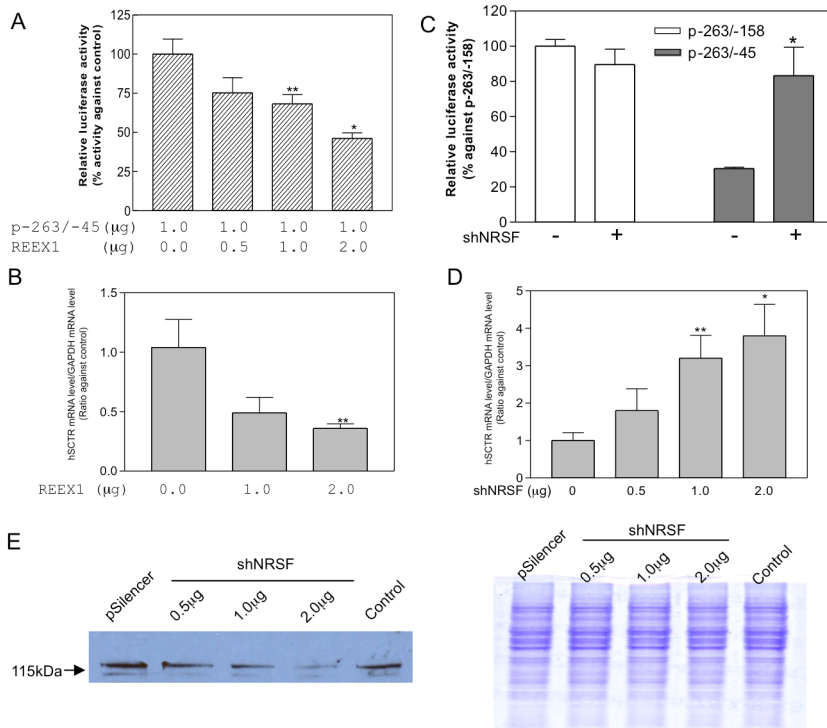 A
Relative luciferase activity
(% activity against control)
125
100
75
50
25
0
**
*
p-263/-45 (μg) 1.0 1.0 1.0 1.0
REEX1 (μg) 0.0 0.5 1.0 2.0
B
hSCTR mRNA level/GAPDH mRNA level
(Ratio against control)
1.5
1.0
0.5
0.0
**
REEX1 (μg) 0.0 1.0 2.0
C
Relative luciferase activity
(% against p-263/-158)
120
100
80
60
40
20
0
p-263/-158
p-263/-45
*
shNRSF - + - +
D
hSCTR mRNA level/GAPDH mRNA level
(Ratio against control)
6
5
4
3
2
1
0
**
*
shNRSF (μg) 0 0.5 1.0 2.0
E
shNRSF
pSilencer 0.5μg 1.0μg 2.0μg Control
115kDa
shNRSF
pSilencer 0.5μg 1.0μg 2.0μg Control